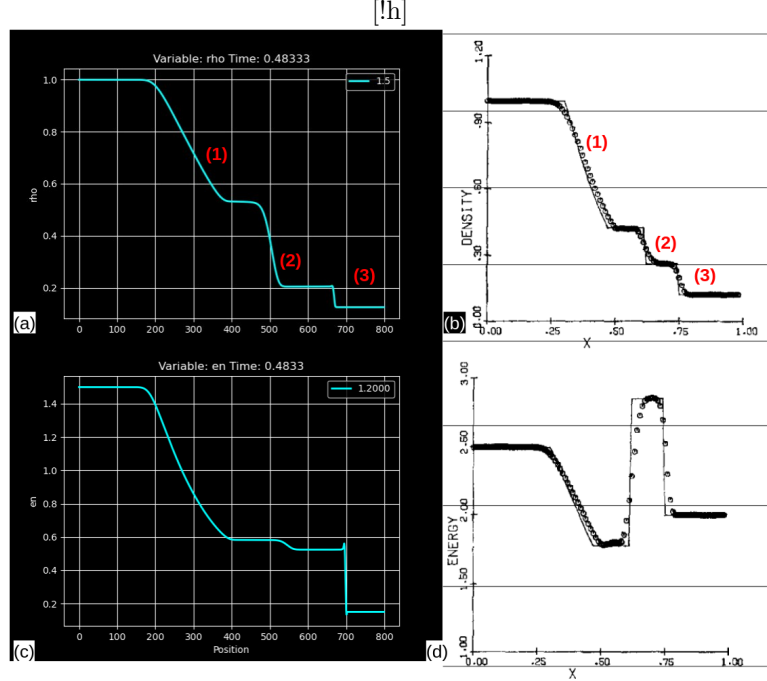 [!h]
Variable: rho Time: 0.48333
1.5
rho
1.0
0.8
0.6
0.4
0.2
(1)
(2)
(3)
0 100 200 300 400 500 600 700 800
(a)
DENSITY
1.20
.90
.60
.30
0.00
(1)
(2)
(3)
0.00 .25 .50 .75 1.00
X
(b)
Variable: en Time: 0.4833
1.2000
en
1.4
1.2
1.0
0.8
0.6
0.4
0.2
0 100 200 300 400 500 600 700 800
Position
(c)
ENERGY
3.00
2.50
2.00
1.50
1.00
0.00 .25 .50 .75 1.00
X
(d)